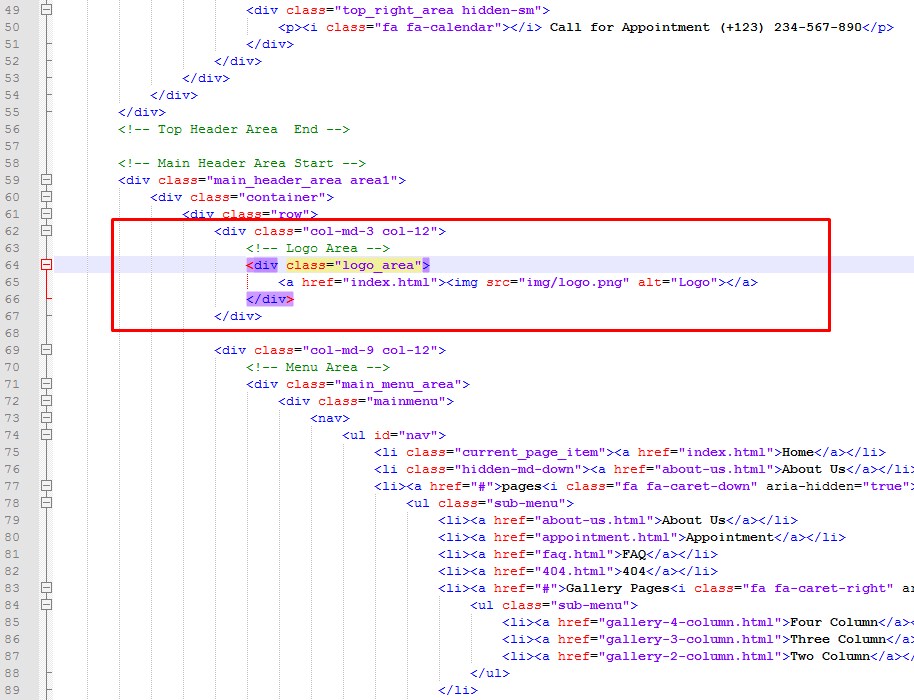 49 <div class="top_right_area hidden-sm">
50 <p><i class="fa fa-calendar"></i> Call for Appointment (+123) 234-567-890</p>
51 </div>
52 </div>
53 </div>
54 </div>
55 </div>
56 <!-- Top Header Area  End -->
57
58 <!-- Main Header Area Start -->
59 <div class="main_header_area area1">
60 <div class="container">
61 <div class="row">
62 <div class="col-md-3 col-12">
63 <!-- Logo Area -->
64 <div class="logo_area">
65 <a href="index.html"><img src="img/logo.png" alt="Logo"></a>
66 </div>
67 </div>
68
69 <div class="col-md-9 col-12">
70 <!-- Menu Area -->
71 <div class="main_menu_area">
72 <div class="mainmenu">
73 <nav>
74 <ul id="nav">
75 <li class="current_page_item"><a href="index.html">Home</a></li>
76 <li class="hidden-md-down"><a href="about-us.html">About Us</a></li>
77 <li><a href="#">pages<i class="fa fa-caret-down" aria-hidden="true">
78 <ul class="sub-menu">
79 <li><a href="about-us.html">About Us</a></li>
80 <li><a href="appointment.html">Appointment</a></li>
81 <li><a href="faq.html">FAQ</a></li>
82 <li><a href="404.html">404</a></li>
83 <li><a href="#">Gallery Pages<i class="fa fa-caret-right" ar
84 <ul class="sub-menu">
85 <li><a href="gallery-4-column.html">Four Column</a><
86 <li><a href="gallery-3-column.html">Three Column</a>
87 <li><a href="gallery-2-column.html">Two Column</a></
88 </ul>
89 </li>